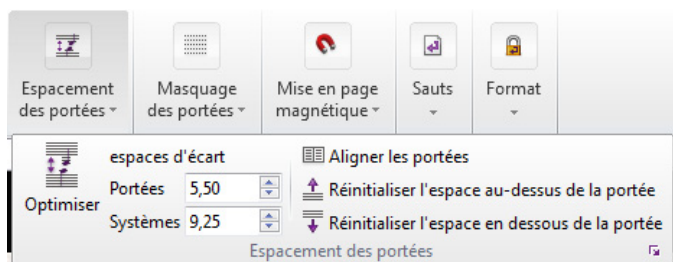 Espacement des portées
Masquage des portées
Mise en page magnétique
Sauts
Format
Optimiser
espaces d'écart
Portées 5,50
Systèmes 9,25
Aligner les portées
Réinitialiser l'espace au-dessus de la portée
Réinitialiser l'espace en dessous de la portée
Espacement des portées